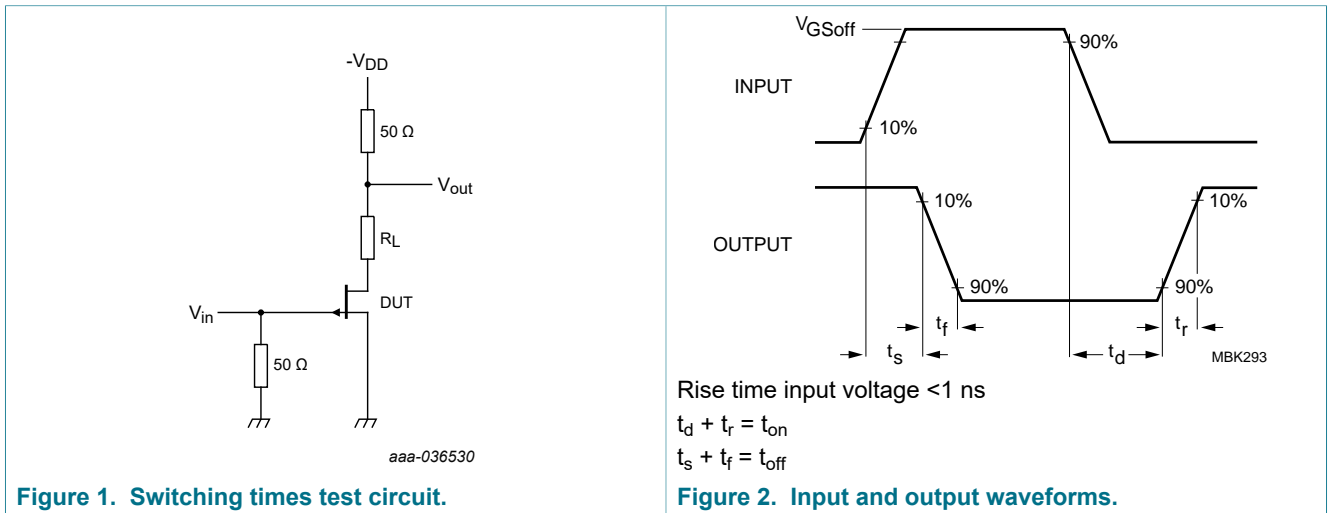 -VDD
50 Ω
Vout
RL
DUT
Vin
50 Ω
aaa-036530
Figure 1. Switching times test circuit.
VGSoff
90%
INPUT
10%
10%
10%
OUTPUT
90%
90%
tf
tr
ts
td
MBK293
Rise time input voltage <1 ns
td + tr = ton
ts + tf = toff
Figure 2. Input and output waveforms.